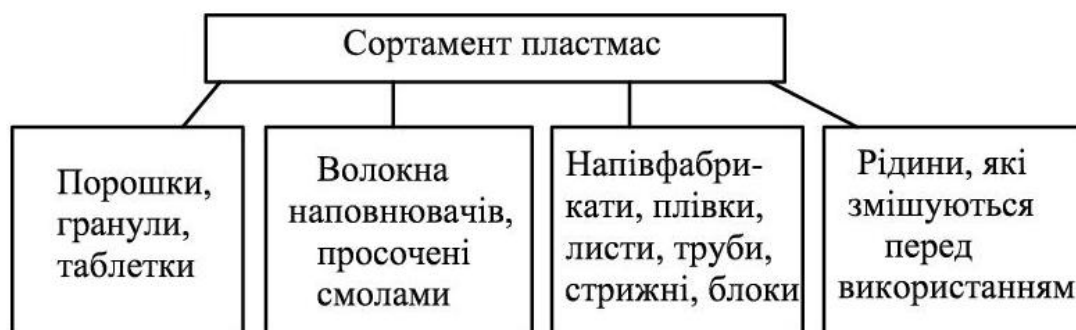 Сортамент пластмас
Порошки,
гранули,
таблетки
Волокна
наповнювачів,
просочені
смолами
Напівфабри-
кати, плівки,
листи, труби,
стрижні, блоки
Рідини, які
змішуються
перед
використанням